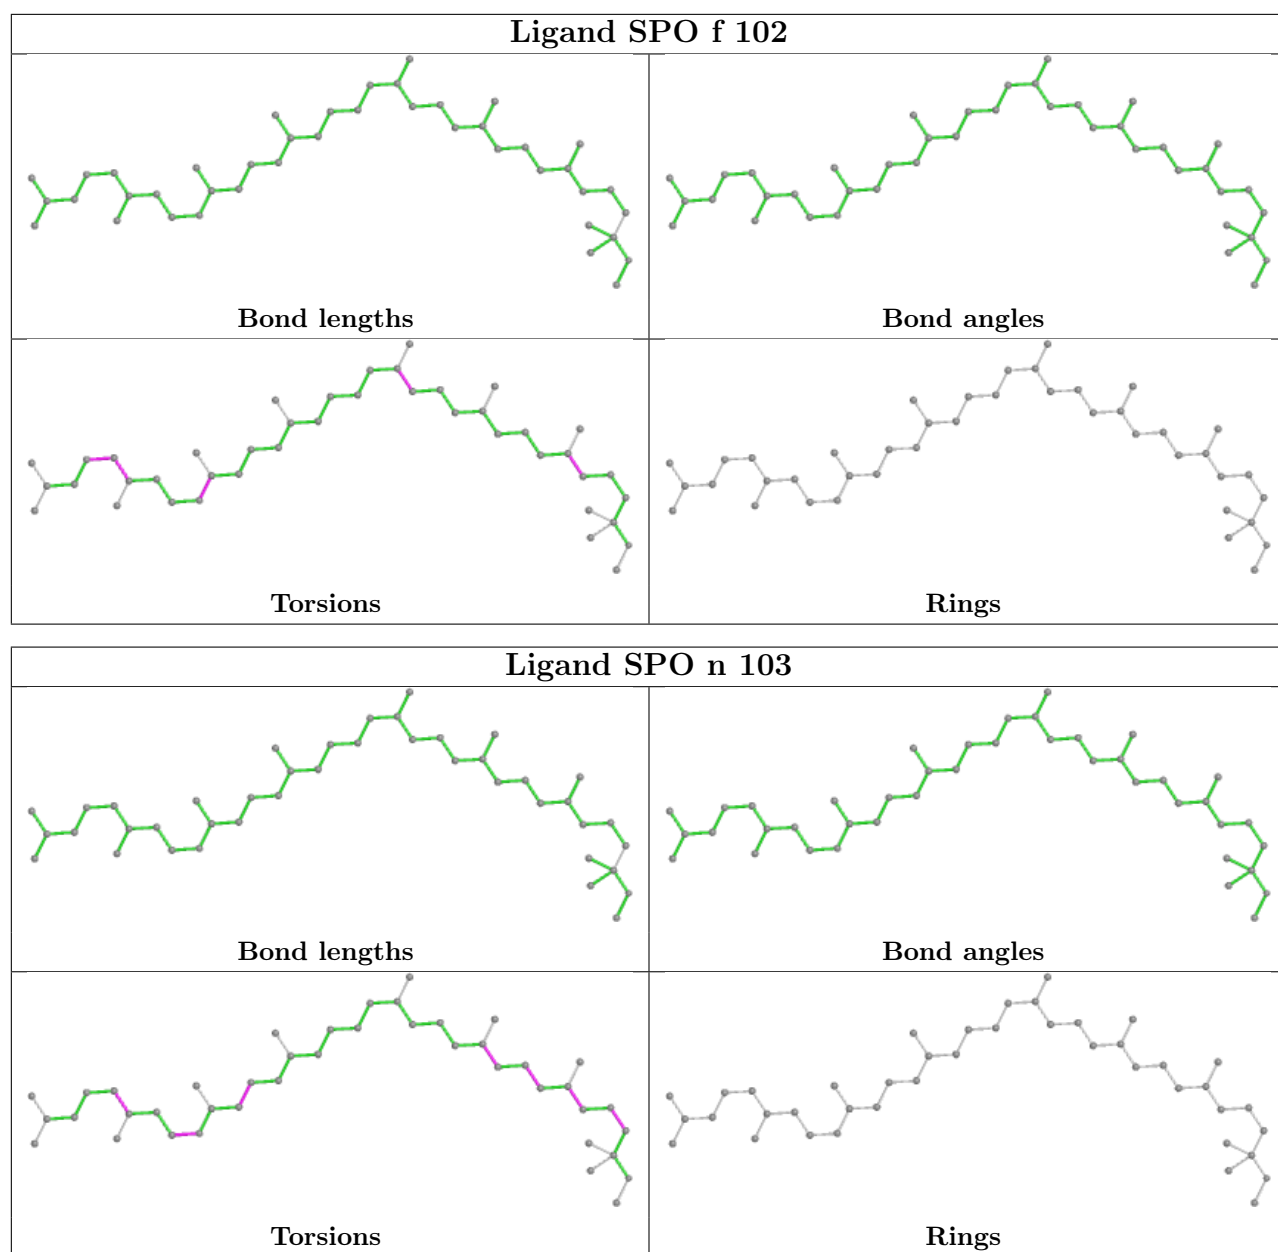 Ligand SPO f 102
Bond lengths
Bond angles
Torsions
Rings
Ligand SPO n 103
Bond lengths
Bond angles
Torsions
Rings